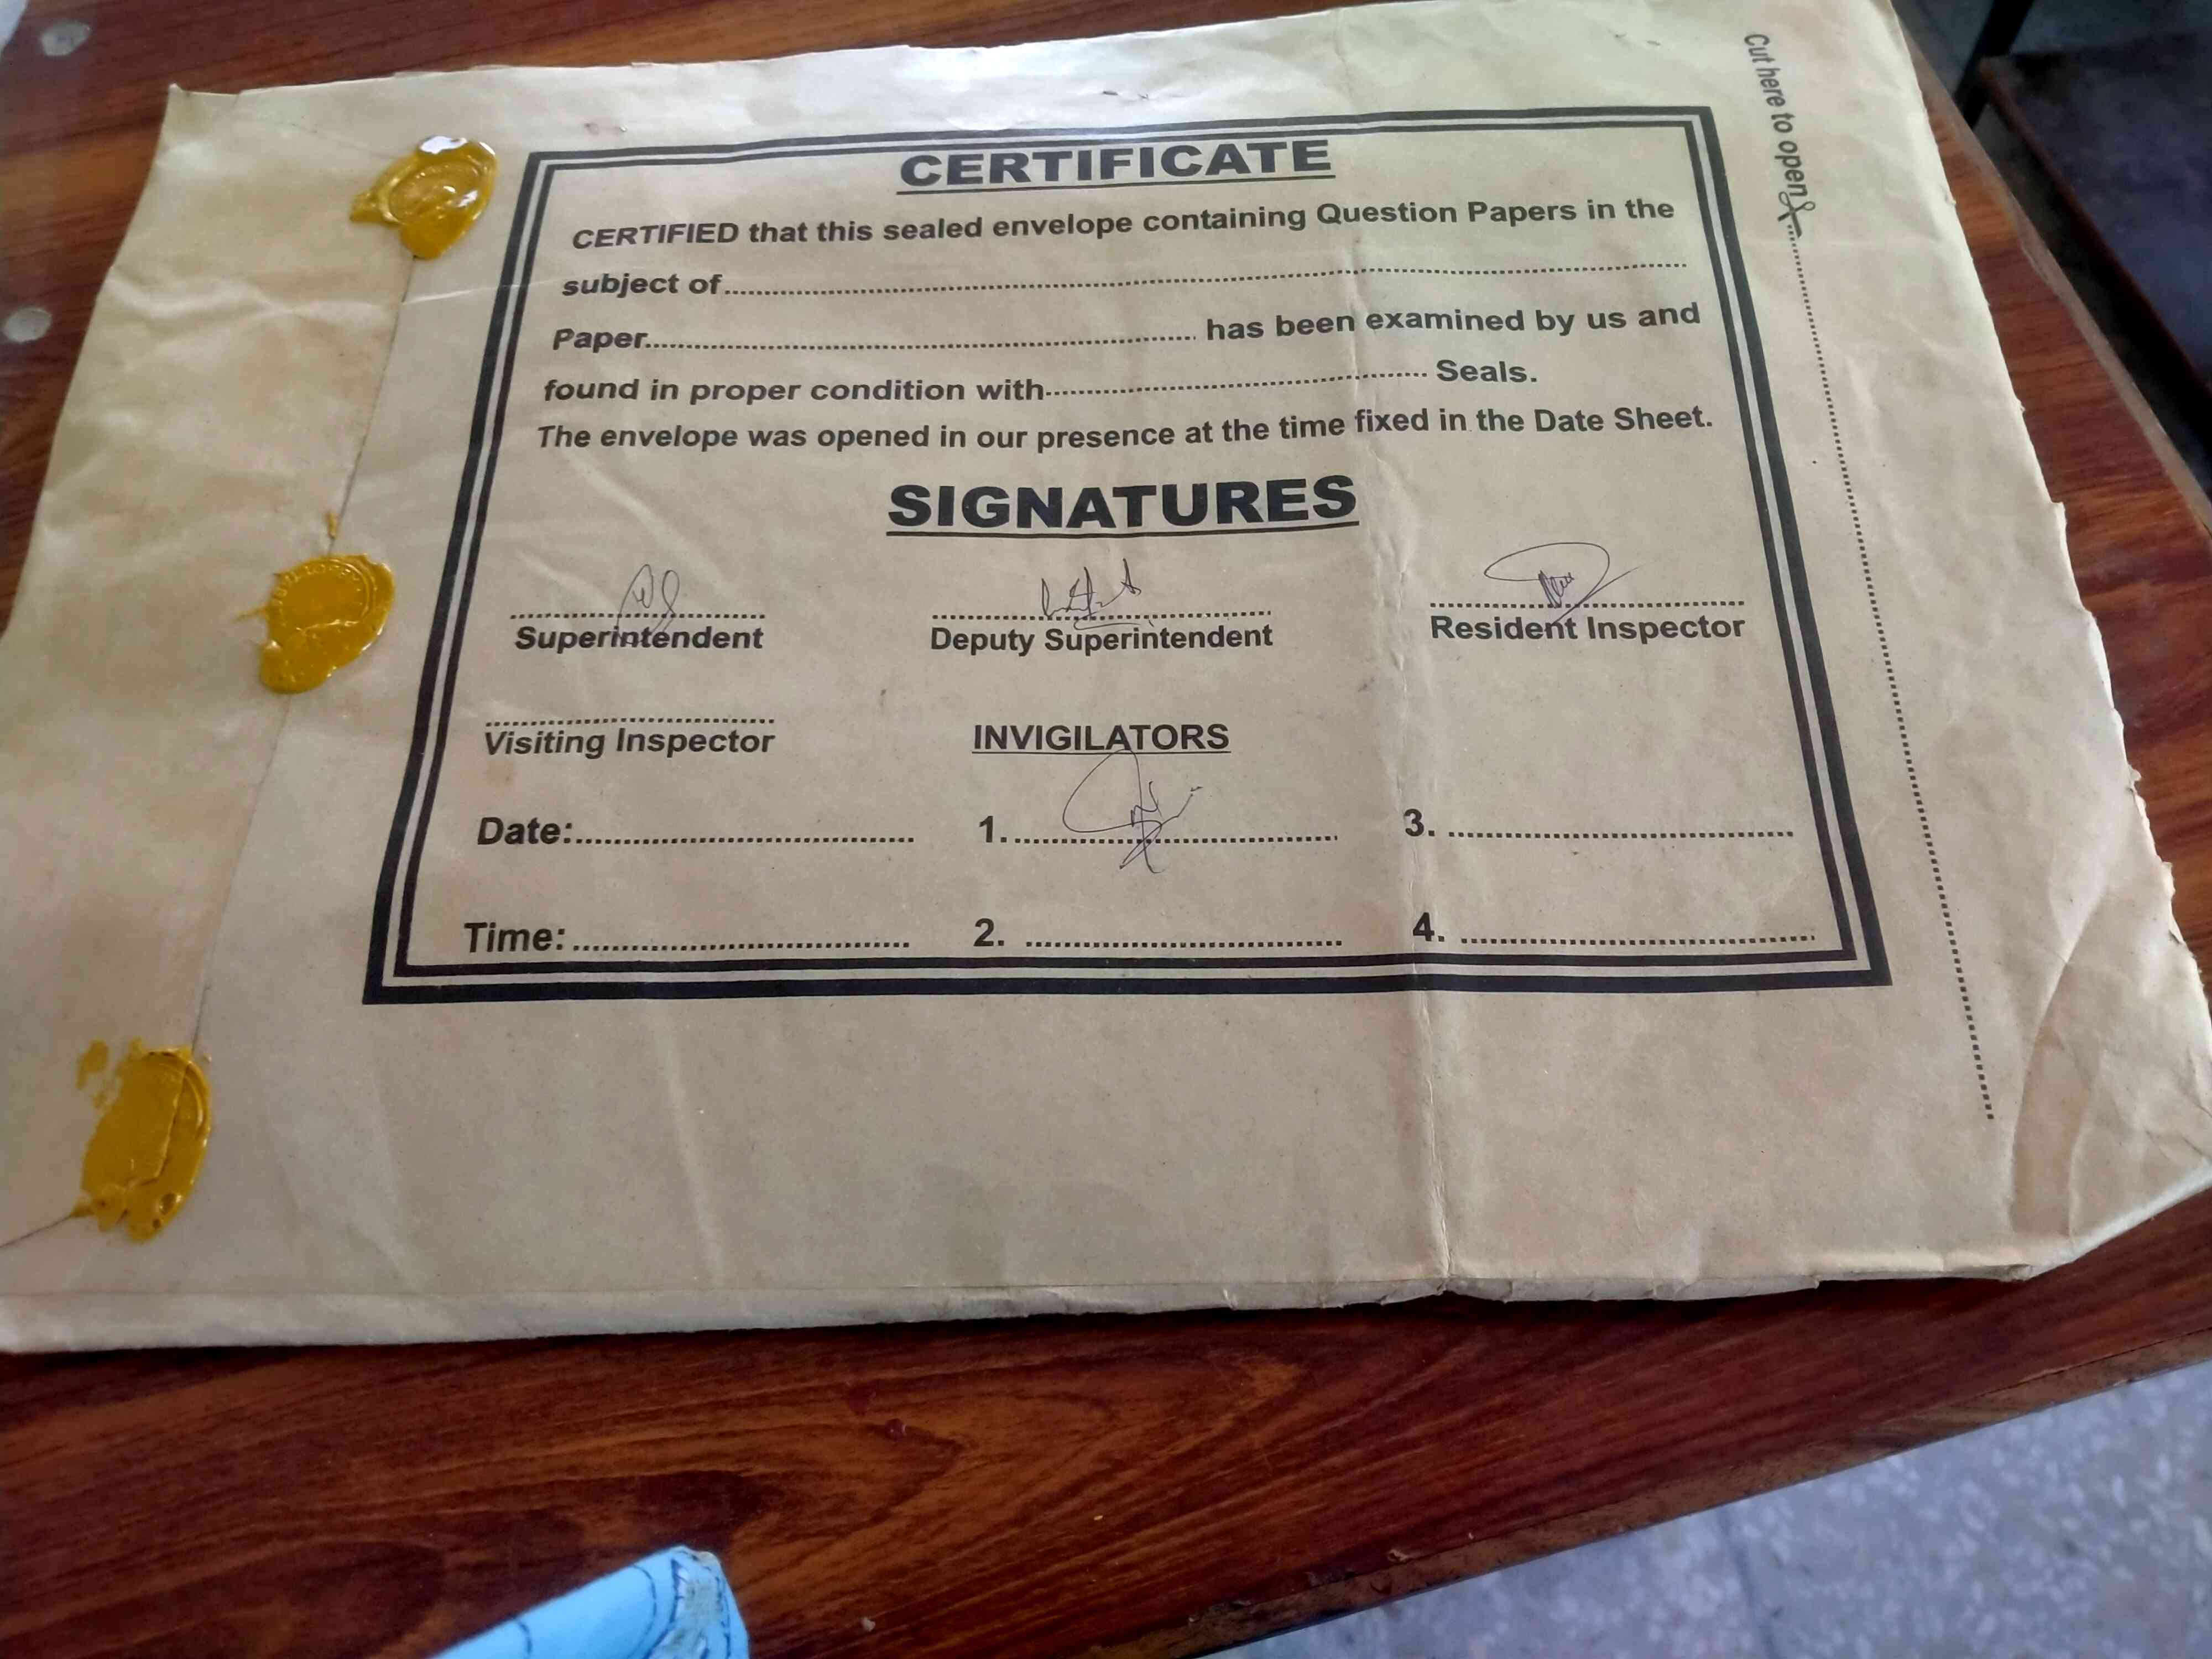 Cut here to open
CERTIFICATE
CERTIFIED that this sealed envelope containing Question Papers in the
subject of........................................
Paper........................................ has been examined by us and
found in proper condition with........................................ Seals.
The envelope was opened in our presence at the time fixed in the Date Sheet.
SIGNATURES
Superintendent Deputy Superintendent Resident Inspector
Visiting Inspector INVIGILATORS
Date:.................................... 1..................................... 3. ....................................
Time: .................................... 2. .................................... 4. ....................................